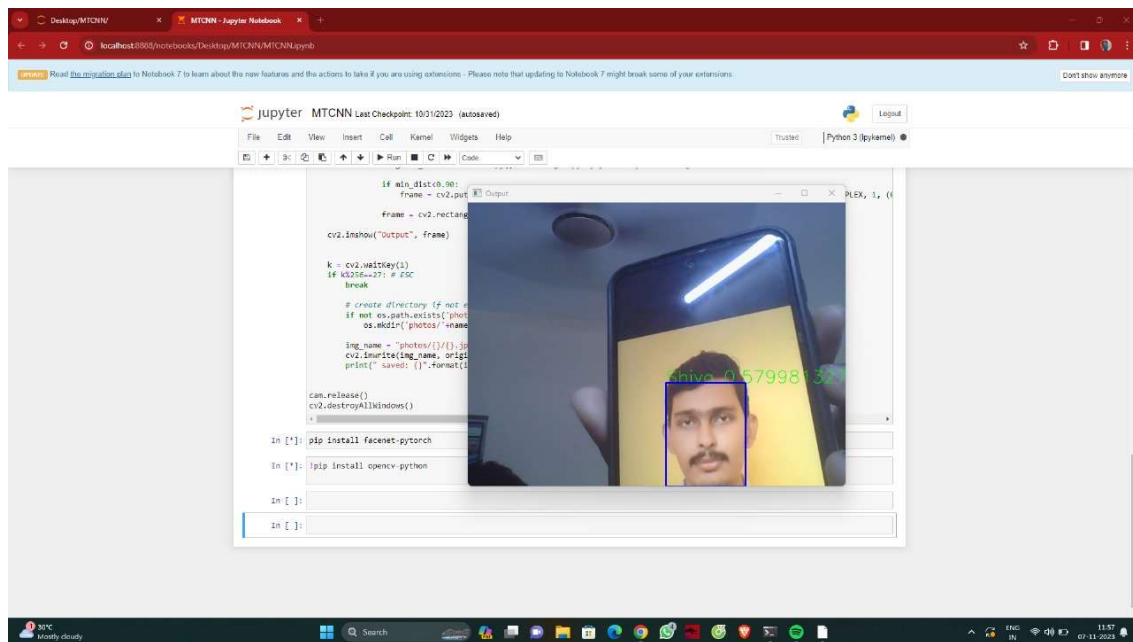 Desktop/MTCNN/
MTCNN - Jupyter Notebook
localhost:8888/notebooks/Desktop/MTCNN/MTCNN.ipynb
UPDATE Read the migration plan to Notebook 7 to learn about the new features and the actions to take if you are using extensions - Please note that updating to Notebook 7 might break some of your extensions.
Don't show anymore
jupyter MTCNN Last Checkpoint: 10/31/2023 (autosaved)
Logout
File Edit View Insert Cell Kernel Widgets Help
Trusted
Python 3 (ipykernel)
Run
Code
if min_dist<0.90:
frame = cv2.put
PLEX, 1, (
frame = cv2.rectang
cv2.imshow("Output", frame)
k = cv2.waitKey(1)
if k%256==27: # ESC
break
# create directory if not e
if not os.path.exists('phot
os.mkdir('photos/'+name
img_name = "photos/{}/{}.jp
cv2.imwrite(img_name, origi
print(" saved: {}".format(i
cam.release()
cv2.destroyAllWindows()
Output
Shivo 0.579981327
In [*]: pip install facenet-pytorch
In [*]: !pip install opencv-python
In [ ]:
In [ ]:
30°C
Mostly cloudy
Search
ENG
IN
11:57
07-11-2023